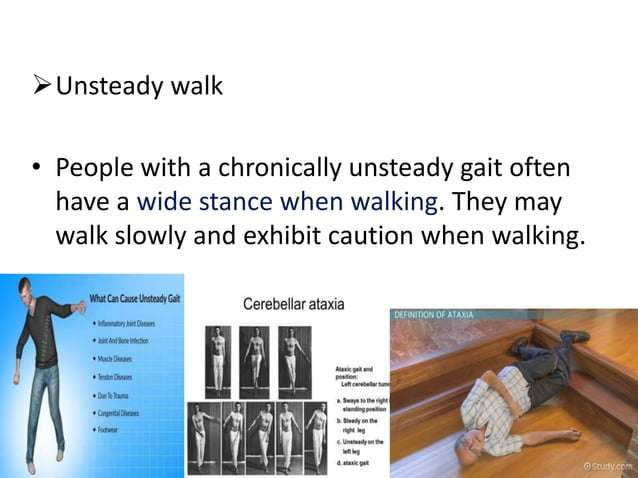 ➢Unsteady walk
• People with a chronically unsteady gait often
have a wide stance when walking. They may
walk slowly and exhibit caution when walking.
What Can Cause Unsteady Gait
Inflammatory Joint Diseases
Joint And Bone Infection
Muscle Diseases
Tendon Diseases
Due To Trauma
Congenital Diseases
Footwear
Cerebellar ataxia
Ataxic gait and
position:
Left cerebellar tumo
a. Sways to the right i
standing position
b. Steady on the
right leg
c. Unsteady on the
left leg
d. ataxic gait
DEFINITION OF ATAXIA
Study.com